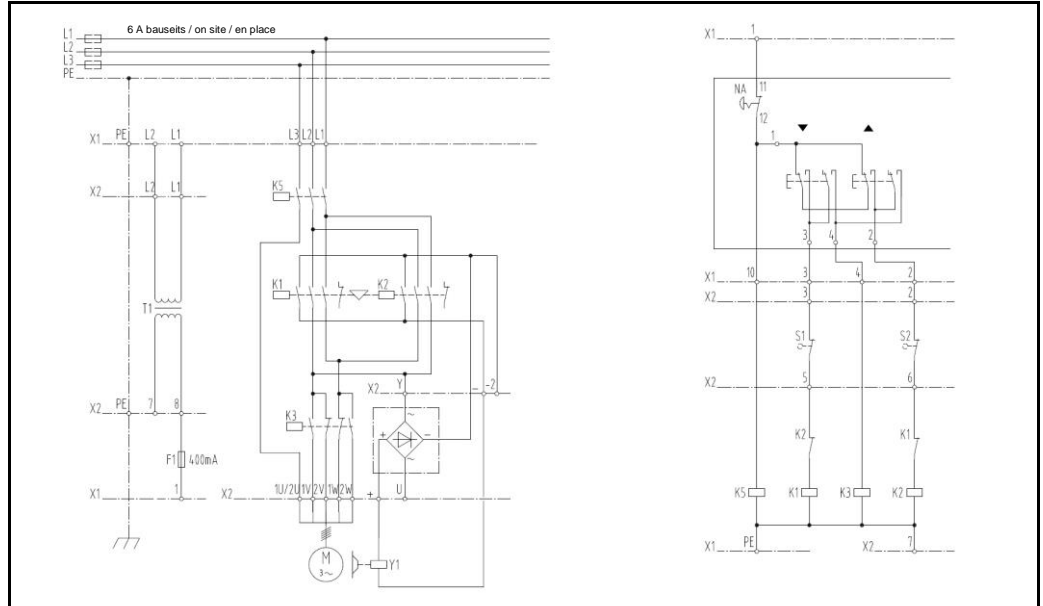 6 A bauseits / on site / en place
L1
L2
L3
PE
X1 PE L2 L1 L3 L2 L1
X2 L2 L1
K5
K1 K2
T1
X2 Y - -2
K3
+ ~ -
~
X2 PE 7 8
F1 400mA
X1 1 X2 1U/2U 1V 2V 1W 2W + U
M
3~
Y1
X1 1
NA 11
12
1
E E
3 4 2
X1 10 3 4 2
X2 3 2
S1 S2
X2 5 6
K2 K1
K5 K1 K3 K2
X1 PE X2 7